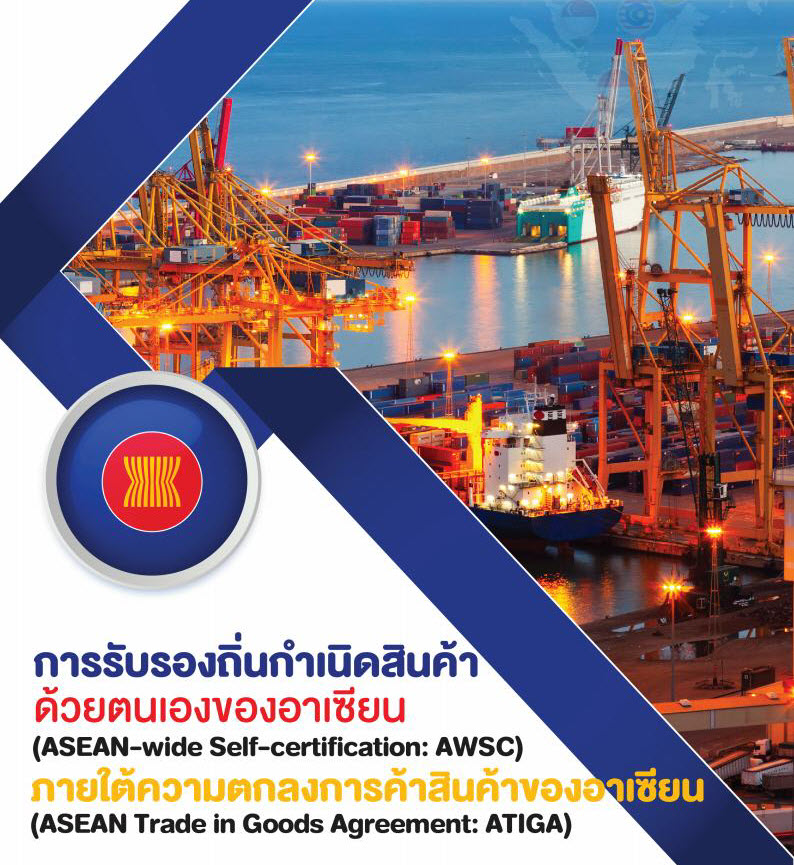 การรับรองถิ่นกำเนิดสินค้า
ด้วยตนเองของอาเซียน
(ASEAN-wide Self-certification: AWSC)
ภายใต้ความตกลงการค้าสินค้าของอาเซียน
(ASEAN Trade in Goods Agreement: ATIGA)